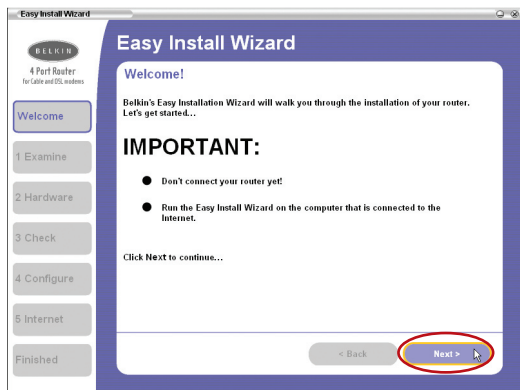 Easy Install Wizard
BELKIN
4 Port Router
for Cable and DSL modems
Welcome
1 Examine
2 Hardware
3 Check
4 Configure
5 Internet
Finished
Easy Install Wizard
Welcome!
Belkin's Easy Installation Wizard will walk you through the installation of your router.
Let's get started...
IMPORTANT:
Don't connect your router yet!
Run the Easy Install Wizard on the computer that is connected to the
Internet.
Click Next to continue...
< Back
Next >